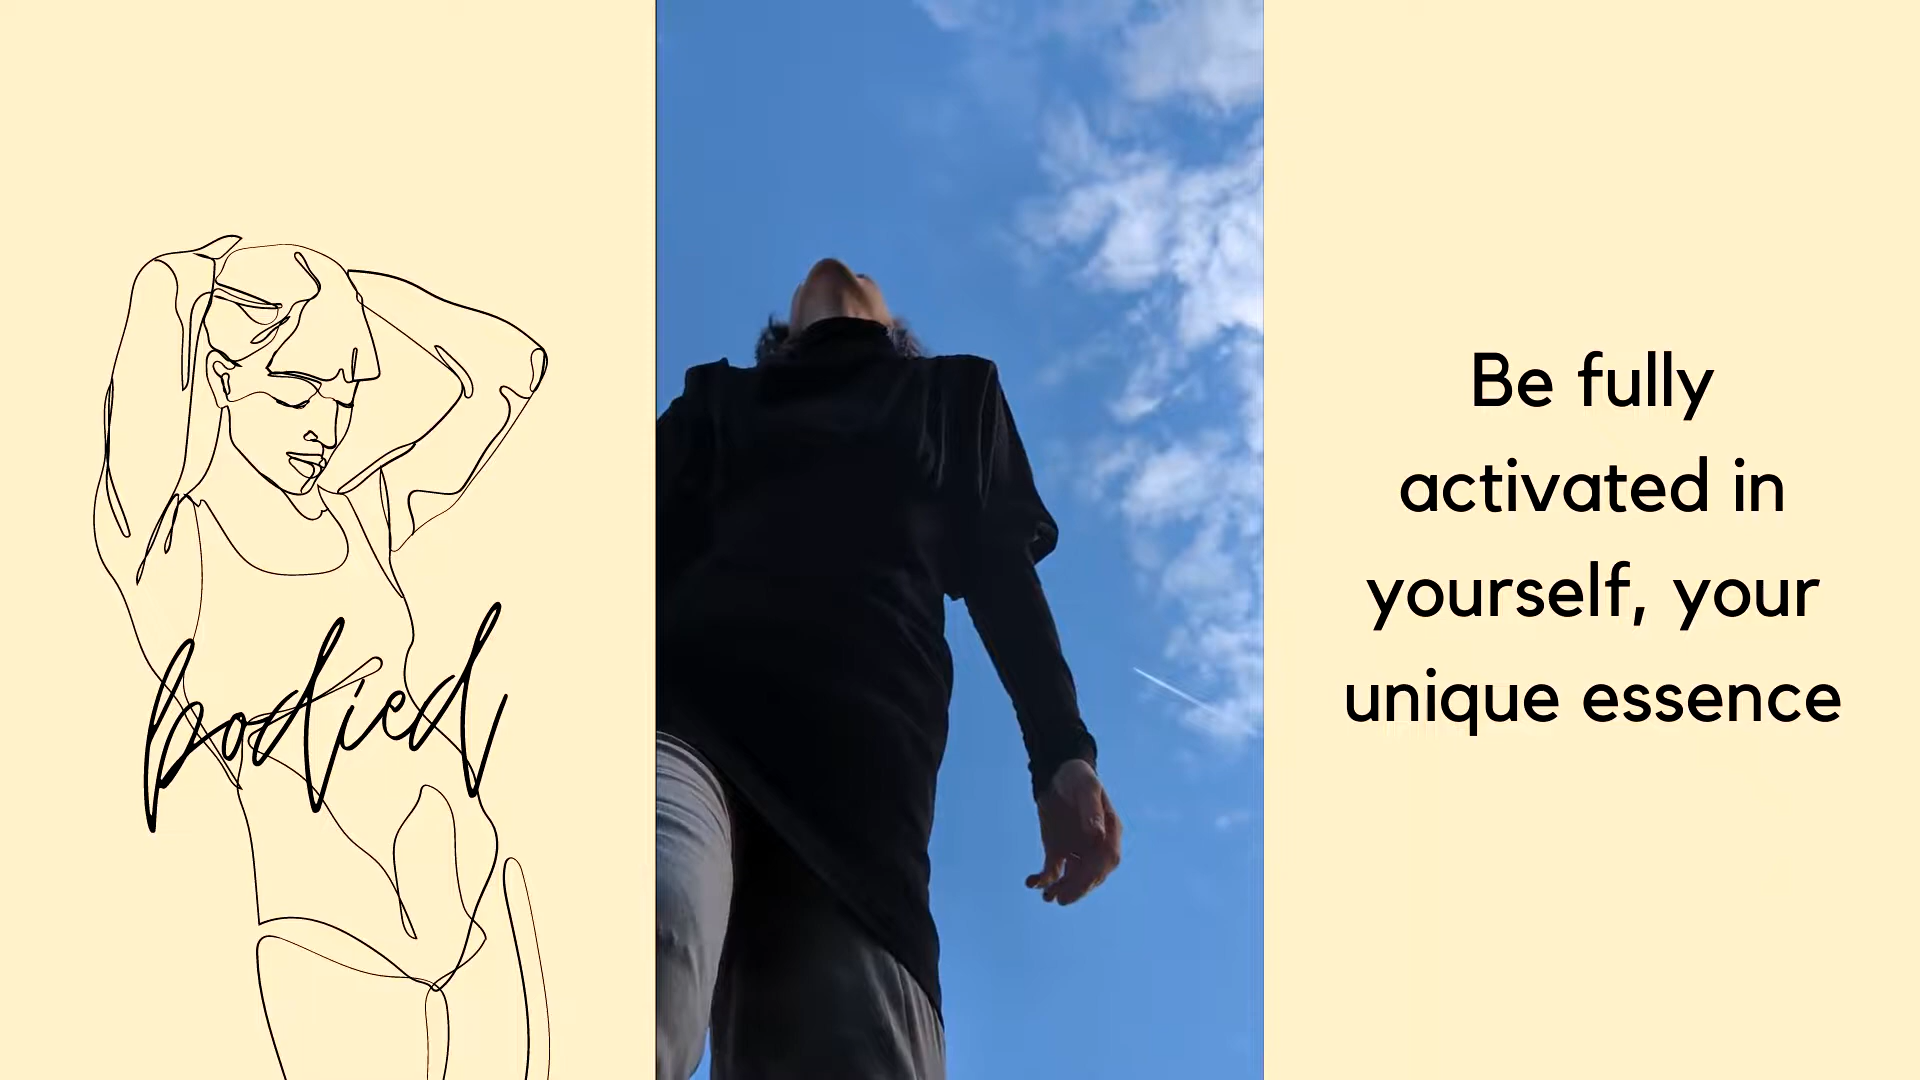 bodied
Be fully
activated in
yourself, your
unique essence